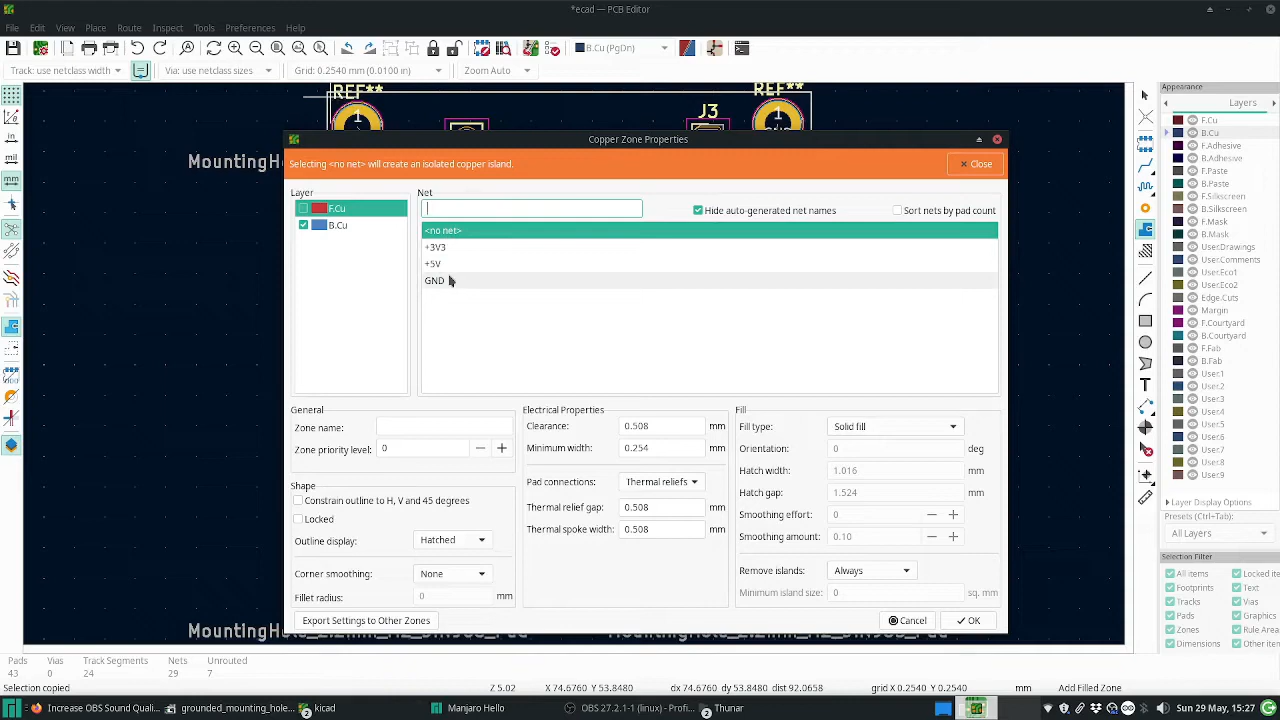 *ecad — PCB Editor
File Edit View Place Route Inspect Tools Preferences Help
B.Cu (PgDn)
Track: use netclass width Via: use netclass sizes Grid: 0.2540 mm (0.0100 in) Zoom Auto
REF** J3 REF**
1 1
Appearance
Layers
F.Cu
B.Cu
F.Adhesive
B.Adhesive
F.Paste
B.Paste
F.Silkscreen
B.Silkscreen
F.Mask
B.Mask
User.Drawings
User.Comments
User.Eco1
User.Eco2
Edge.Cuts
Margin
F.Courtyard
B.Courtyard
F.Fab
B.Fab
User.1
User.2
User.3
User.4
User.5
User.6
User.7
User.8
User.9
Layer Display Options
Presets (Ctrl+Tab):
All Layers
Selection Filter
All items Locked ite
Footprints Text
Tracks Vias
Pads Graphics
Zones Rule Area
Dimensions Other iter
in
mil
mm
MountingH
Copper Zone Properties
Selecting <no net> will create an isolated copper island.
Close
Layer
F.Cu
B.Cu
Net
Hide auto-generated net names Sort nets by pad count
<no net>
+3V3
+5V
GND
General
Zone name:
Zone priority level: 0
Shape
Constrain outline to H, V and 45 degrees
Locked
Outline display: Hatched
Corner smoothing: None
Fillet radius: 0 mm
Electrical Properties
Clearance: 0.508 mm
Minimum width: 0.254 mm
Pad connections: Thermal reliefs
Thermal relief gap: 0.508 mm
Thermal spoke width: 0.508 mm
Fill
Fill type: Solid fill
Orientation: 0 deg
Hatch width: 1.016 mm
Hatch gap: 1.524 mm
Smoothing effort: 0
Smoothing amount: 0.10
Remove islands: Always
Minimum island size: 0 sq. mm
Export Settings to Other Zones
Cancel OK
Pads Vias Track Segments Nets Unrouted
43 0 24 29 7
Selection copied Z 5.02 X 74.6760 Y 53.8480 dx 74.6760 dy 53.8480 dist 92.0658 grid X 0.2540 Y 0.2540 mm Add Filled Zone
Increase OBS Sound Quali... grounded_mounting_hole... kicad 2 Manjaro Hello OBS 27.2.1-1 (linux) - Profi... Thunar 2 2 Sun 29 May, 15:27